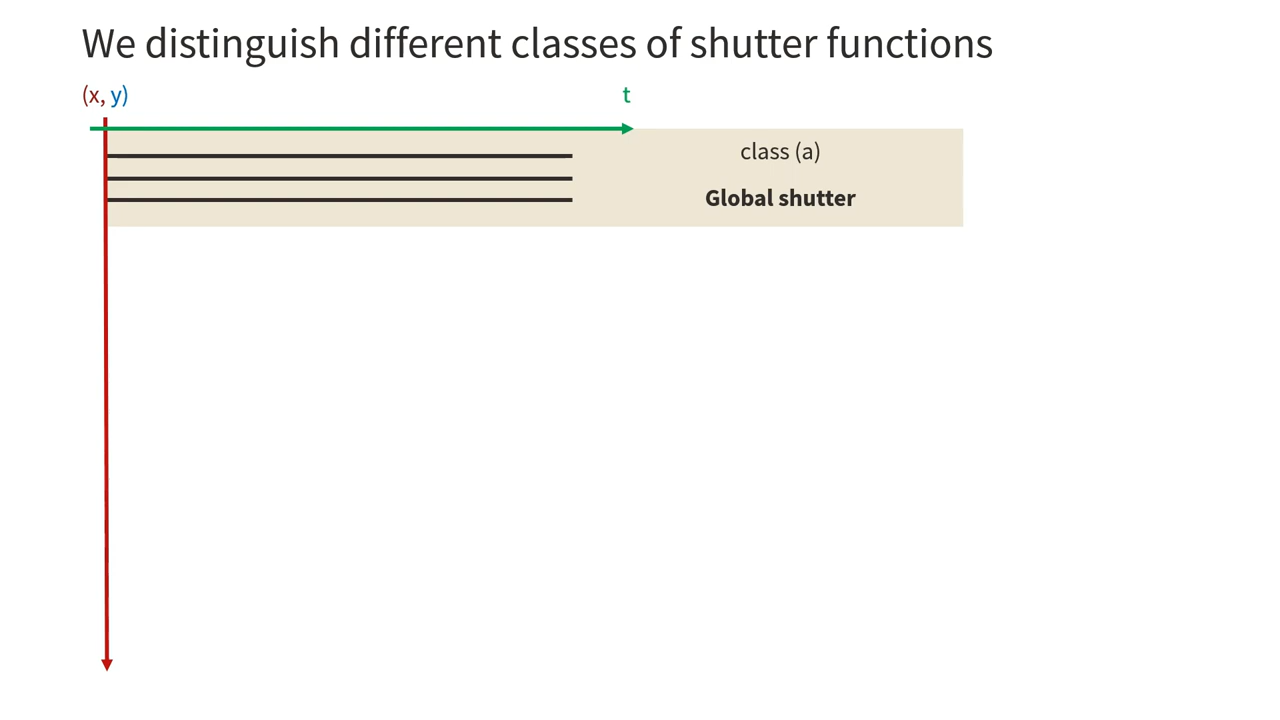 We distinguish different classes of shutter functions
(x, y)
t
class (a)
Global shutter